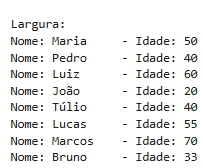 Largura:
Nome: Maria     - Idade: 50
Nome: Pedro     - Idade: 40
Nome: Luiz      - Idade: 60
Nome: João      - Idade: 20
Nome: Túlio     - Idade: 40
Nome: Lucas     - Idade: 55
Nome: Marcos    - Idade: 70
Nome: Bruno     - Idade: 33